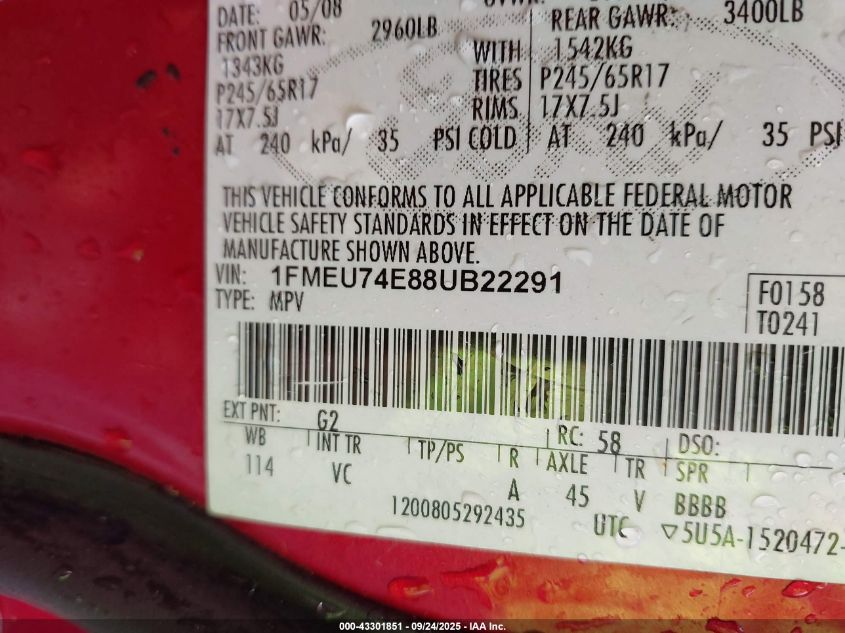 DATE: 05/08
FRONT GAWR: 2960LB REAR GAWR: 3400LB
1343KG WITH 1542KG
P245/65R17 TIRES P245/65R17
17X7.5J RIMS 17X7.5J
AT 240 kPa/ 35 PSI COLD AT 240 kPa/ 35 PSI
THIS VEHICLE CONFORMS TO ALL APPLICABLE FEDERAL MOTOR
VEHICLE SAFETY STANDARDS IN EFFECT ON THE DATE OF
MANUFACTURE SHOWN ABOVE.
VIN: 1FMEU74E88UB22291
TYPE: MPV
F0158
T0241
EXT PNT: G2 RC: 58 DSO:
WB INT TR TP/PS R AXLE TR SPR
114 VC A 45 V BBBB
1200805292435 UTC ▽5U5A-1520472-
000-43301851 - 09/24/2025 - IAA Inc.